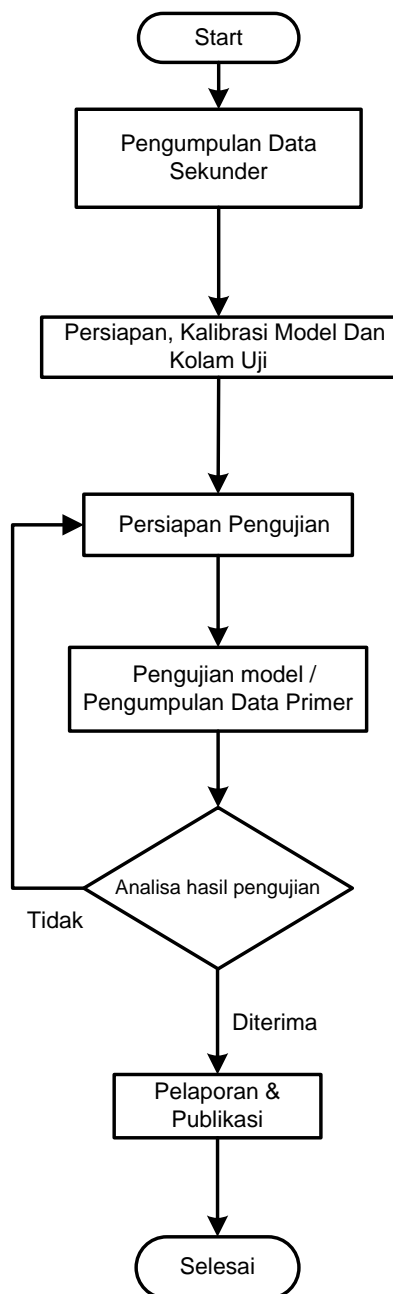 Start
Pengumpulan Data
Sekunder
Persiapan, Kalibrasi Model Dan
Kolam Uji
Persiapan Pengujian
Pengujian model /
Pengumpulan Data Primer
Analisa hasil pengujian
Tidak
Diterima
Pelaporan &
Publikasi
Selesai